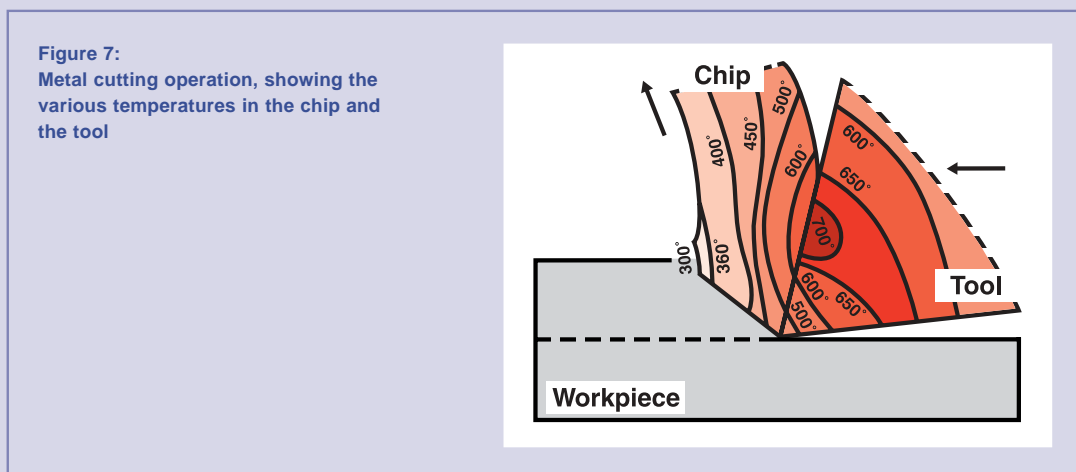 Figure 7:
Metal cutting operation, showing the
various temperatures in the chip and
the tool
Chip
500°
450°
400°
600°
600°
650°
700°
300°
360°
600°
650°
500°
Tool
Workpiece